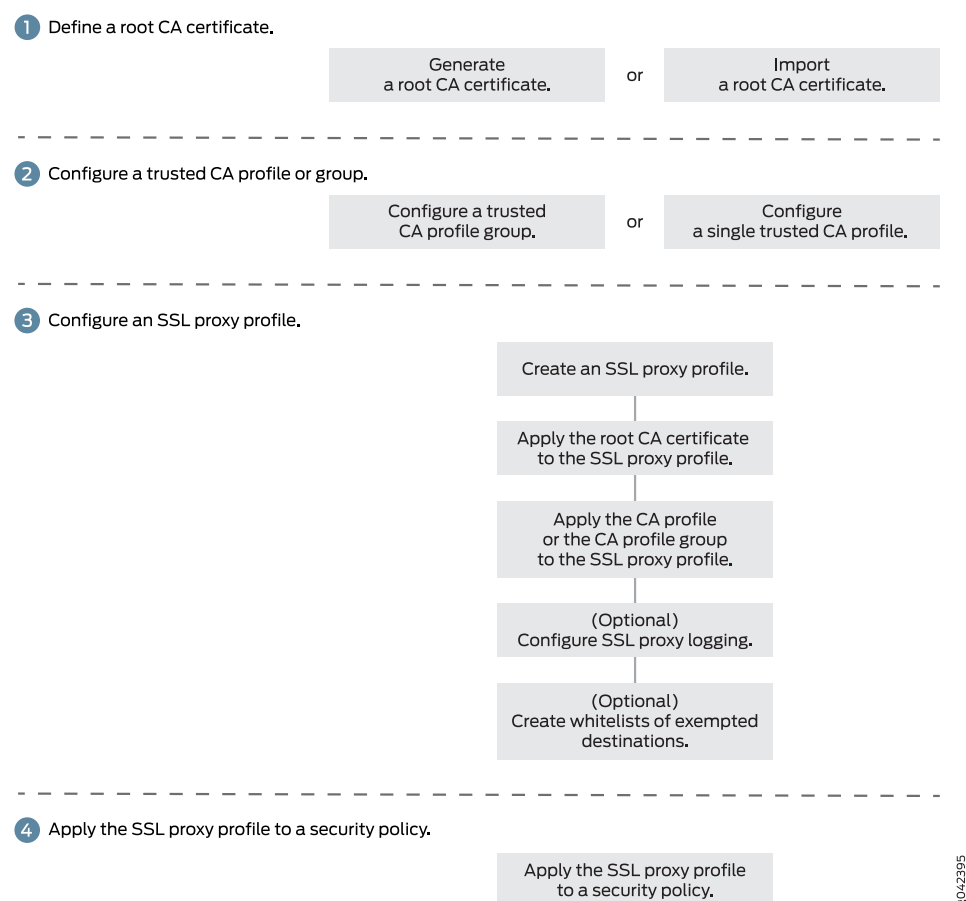 1 Define a root CA certificate.
Generate
a root CA certificate.
or
Import
a root CA certificate.
2 Configure a trusted CA profile or group.
Configure a trusted
CA profile group.
or
Configure
a single trusted CA profile.
3 Configure an SSL proxy profile.
Create an SSL proxy profile.
Apply the root CA certificate
to the SSL proxy profile.
Apply the CA profile
or the CA profile group
to the SSL proxy profile.
(Optional)
Configure SSL proxy logging.
(Optional)
Create whitelists of exempted
destinations.
4 Apply the SSL proxy profile to a security policy.
Apply the SSL proxy profile
to a security policy.